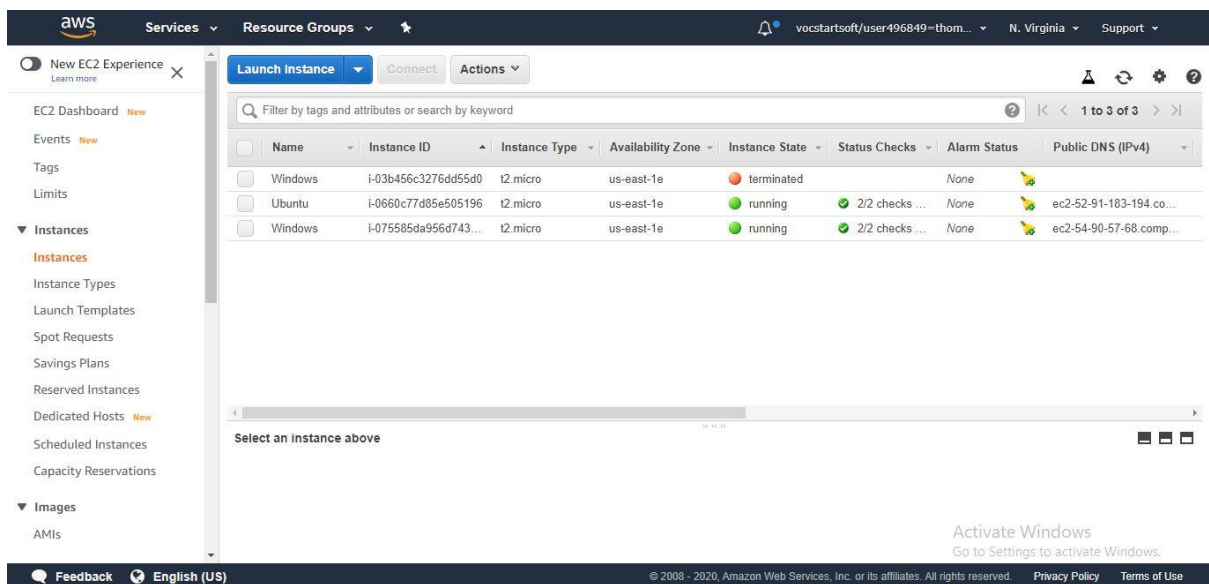 aws Services Resource Groups vocstartsoft/user496849=thom... N. Virginia Support
New EC2 Experience
Learn more
EC2 Dashboard New
Events New
Tags
Limits
Instances
Instances
Instance Types
Launch Templates
Spot Requests
Savings Plans
Reserved Instances
Dedicated Hosts New
Scheduled Instances
Capacity Reservations
Images
AMIs
Launch Instance Connect Actions
Filter by tags and attributes or search by keyword 1 to 3 of 3
Name Instance ID Instance Type Availability Zone Instance State Status Checks Alarm Status Public DNS (IPv4)
Windows i-03b456c3276dd55d0 t2.micro us-east-1e terminated None
Ubuntu i-0660c77d85e505196 t2.micro us-east-1e running 2/2 checks ... None ec2-52-91-183-194.co...
Windows i-075585da956d743... t2.micro us-east-1e running 2/2 checks ... None ec2-54-90-57-68.comp...
Select an instance above
Activate Windows
Go to Settings to activate Windows.
Feedback English (US) © 2008 - 2020, Amazon Web Services, Inc. or its affiliates. All rights reserved. Privacy Policy Terms of Use